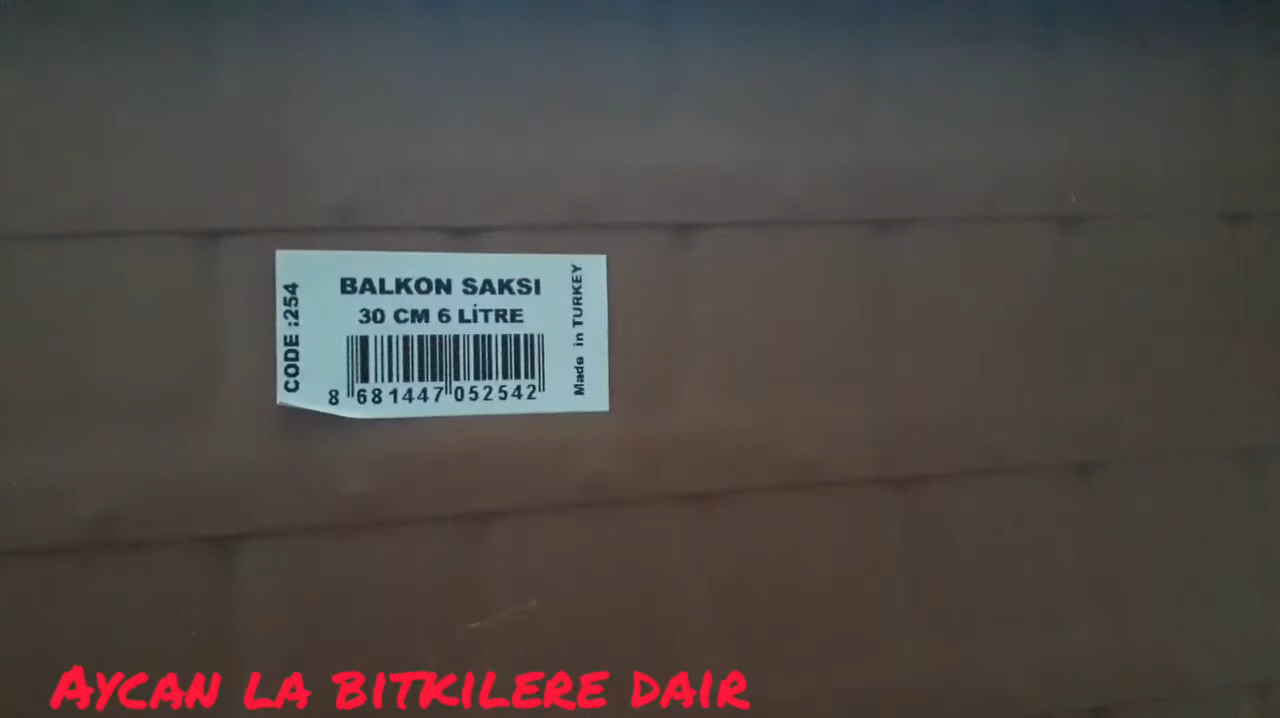 CODE :254
BALKON SAKSI
30 CM 6 LİTRE
8 681447 052542
Made in TURKEY
AYCAN LA BITKILERE DAIR